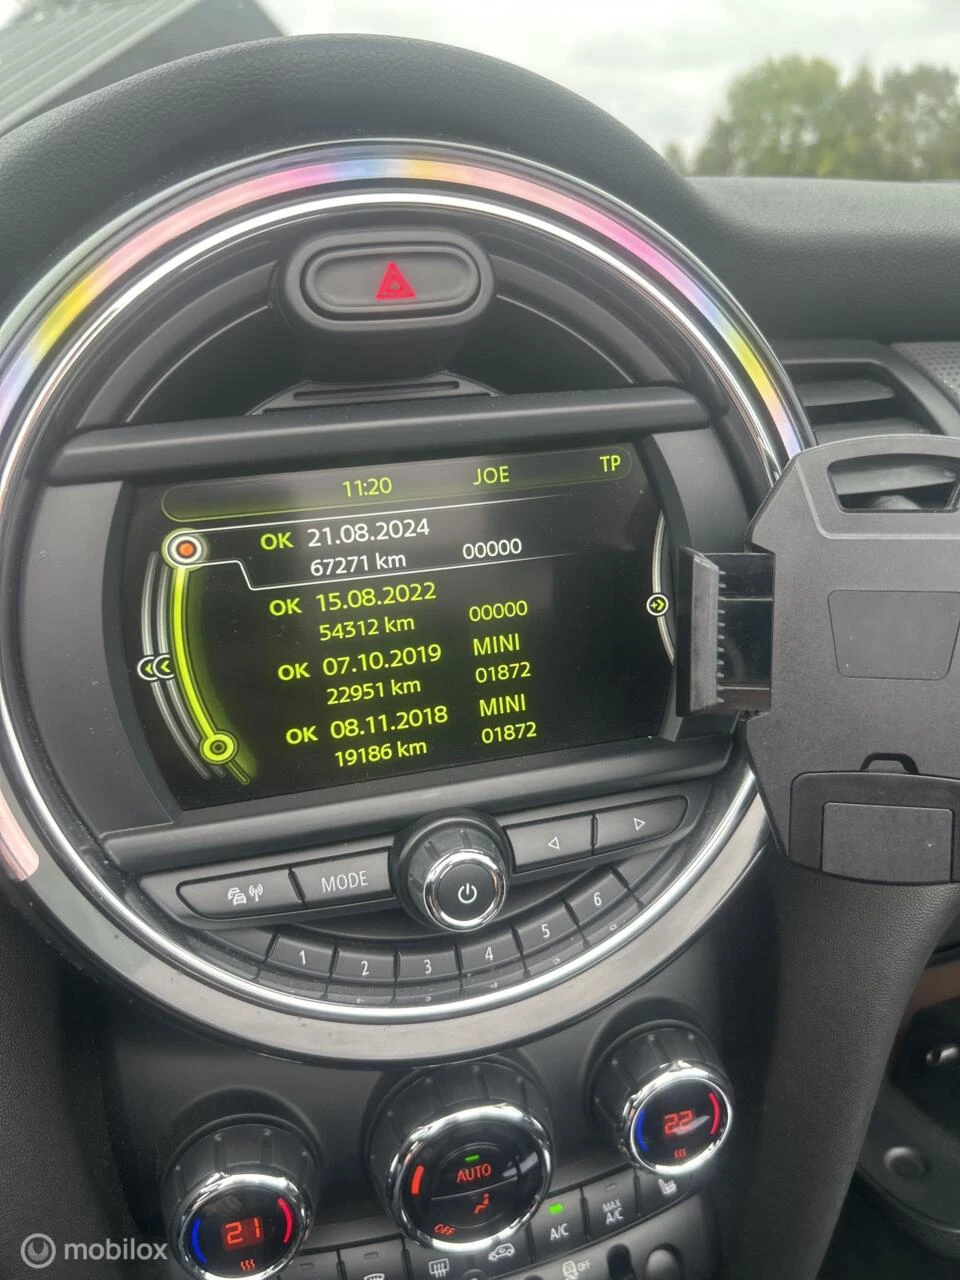 11:20 JOE TP
OK 21.08.2024
67271 km 00000
OK 15.08.2022
54312 km 00000
OK 07.10.2019 MINI
22951 km 01872
OK 08.11.2018 MINI
19186 km 01872
MODE
1 2 3 4 5 6
22
AUTO
OFF
21
A/C
MAX
A/C
OFF
mobilox